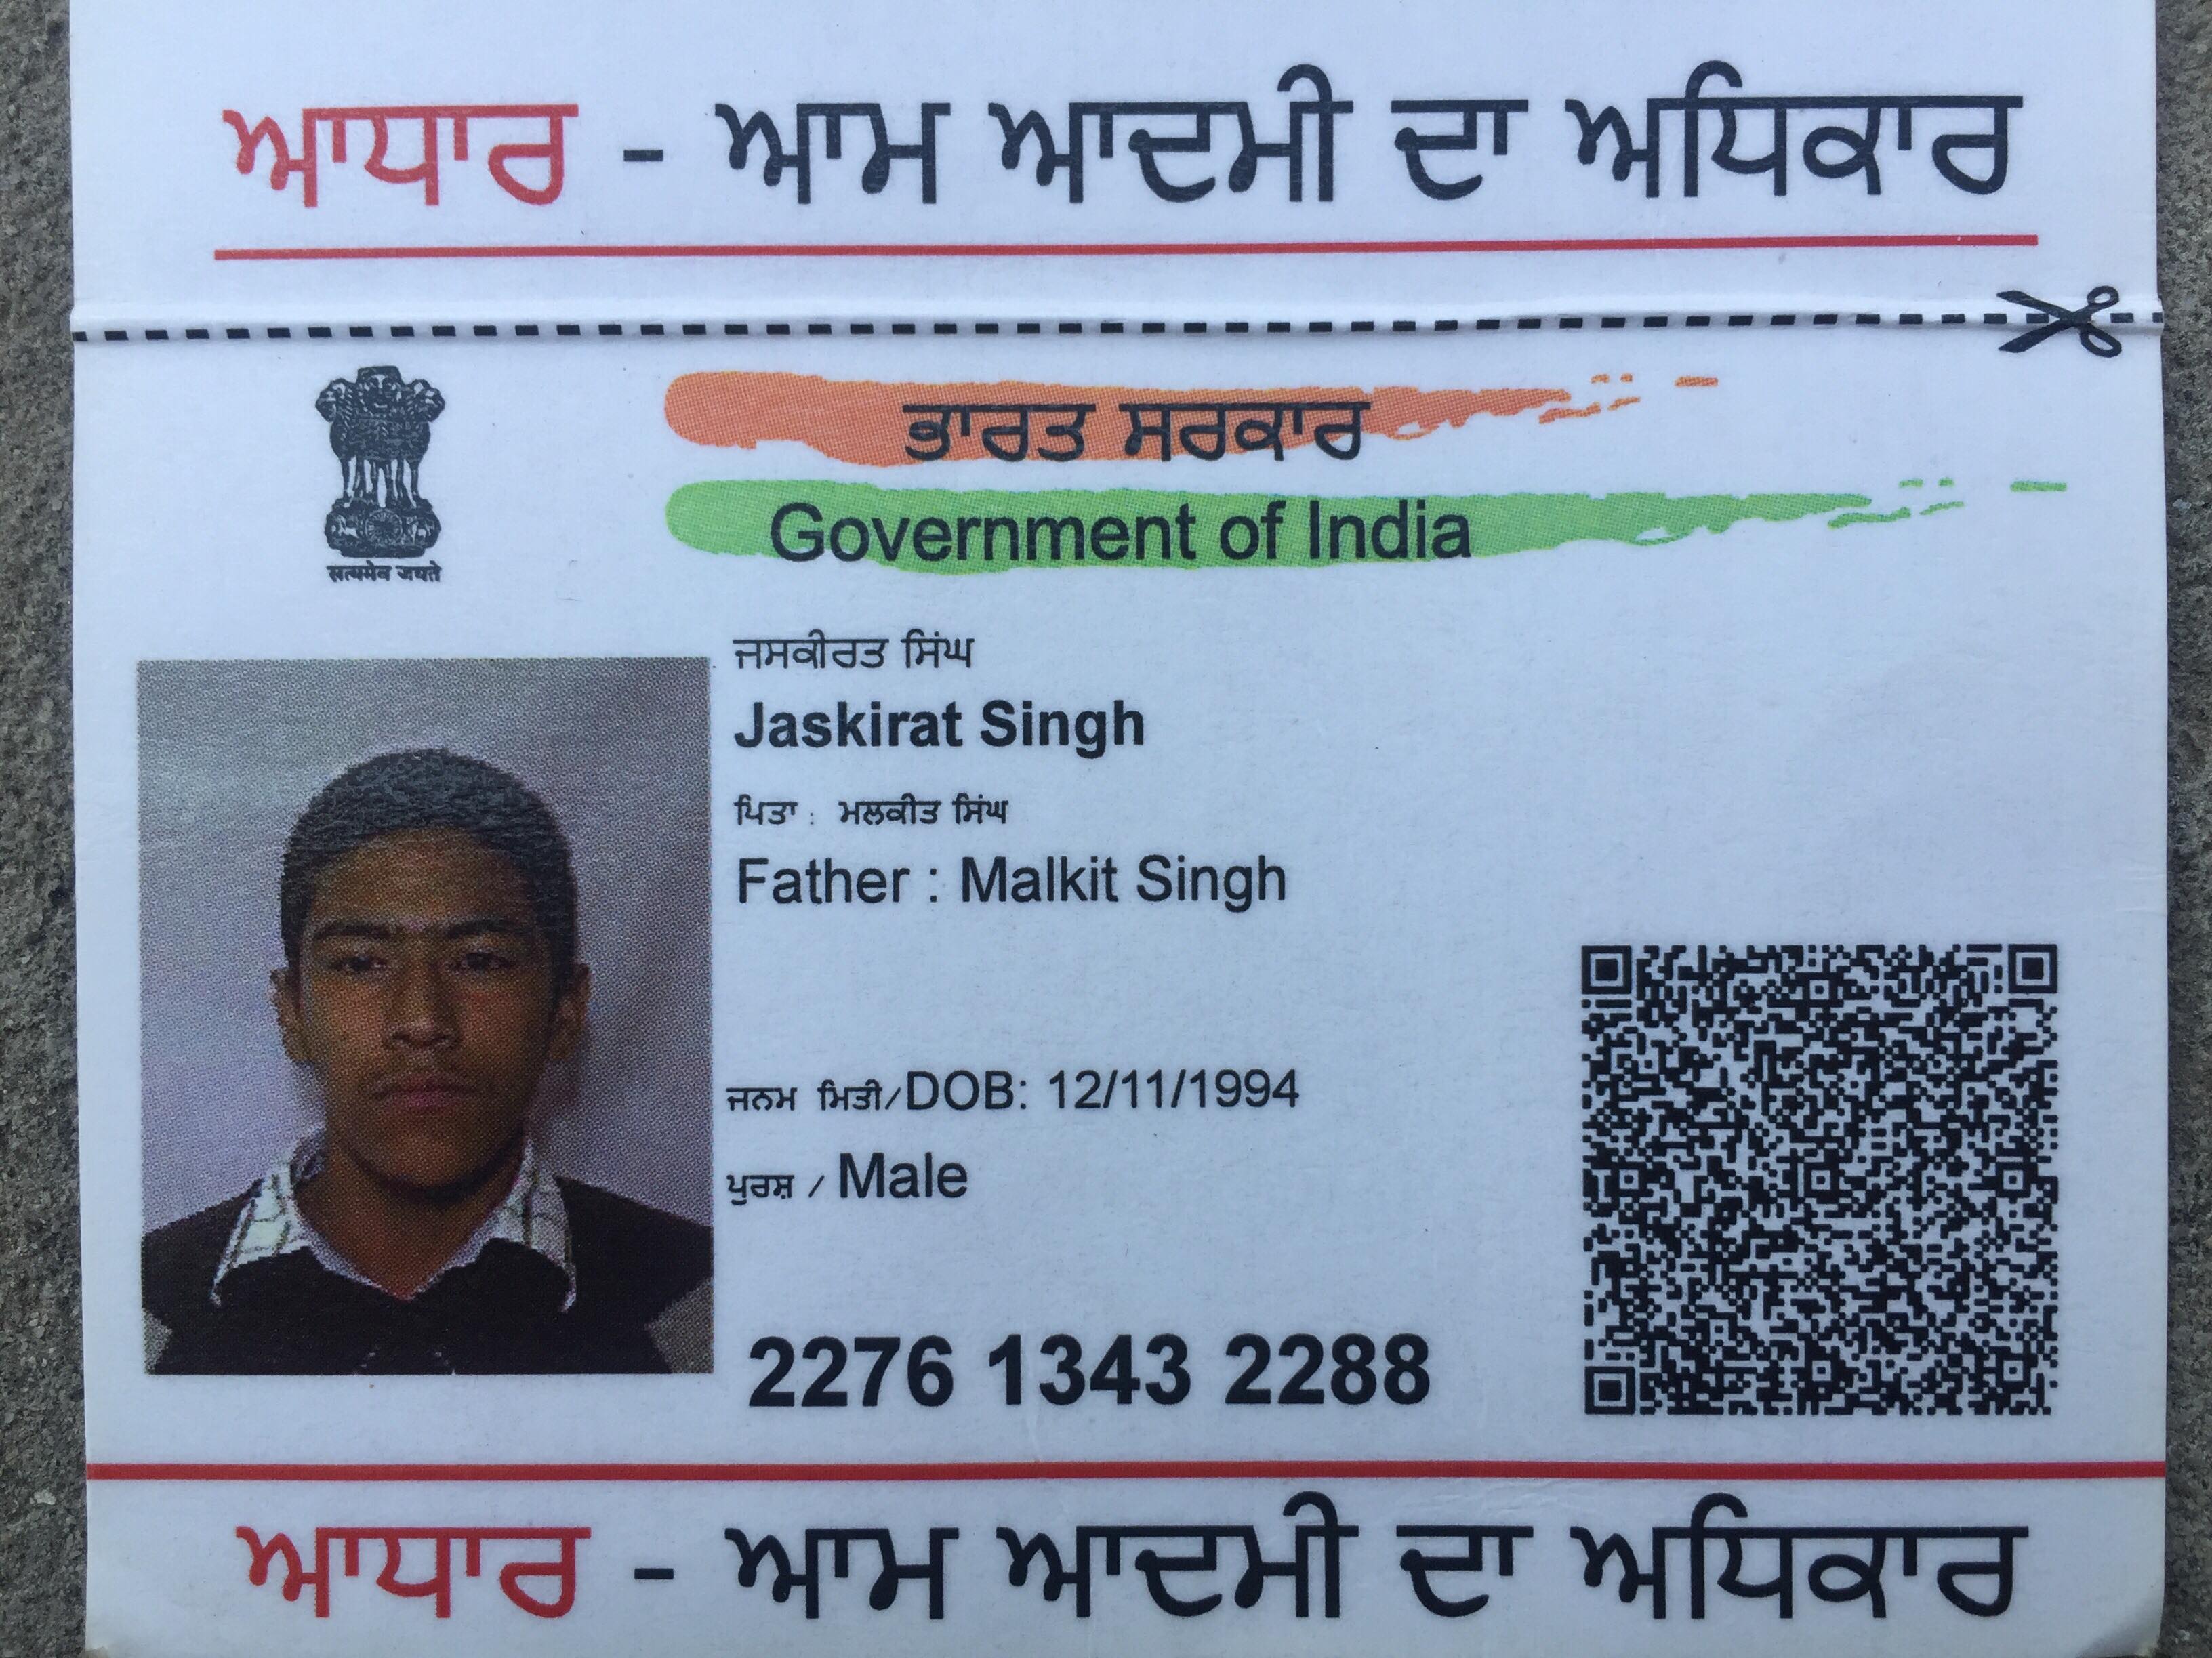 ਆਧਾਰ - ਆਮ ਆਦਮੀ ਦਾ ਅਧਿਕਾਰ
ਭਾਰਤ ਸਰਕਾਰ
Government of India
सत्यमेव जयते
ਜਸਕੀਰਤ ਸਿੰਘ
Jaskirat Singh
ਪਿਤਾ : ਮਲਕੀਤ ਸਿੰਘ
Father : Malkit Singh
ਜਨਮ ਮਿਤੀ/DOB: 12/11/1994
ਪੁਰਸ਼ / Male
2276 1343 2288
ਆਧਾਰ - ਆਮ ਆਦਮੀ ਦਾ ਅਧਿਕਾਰ